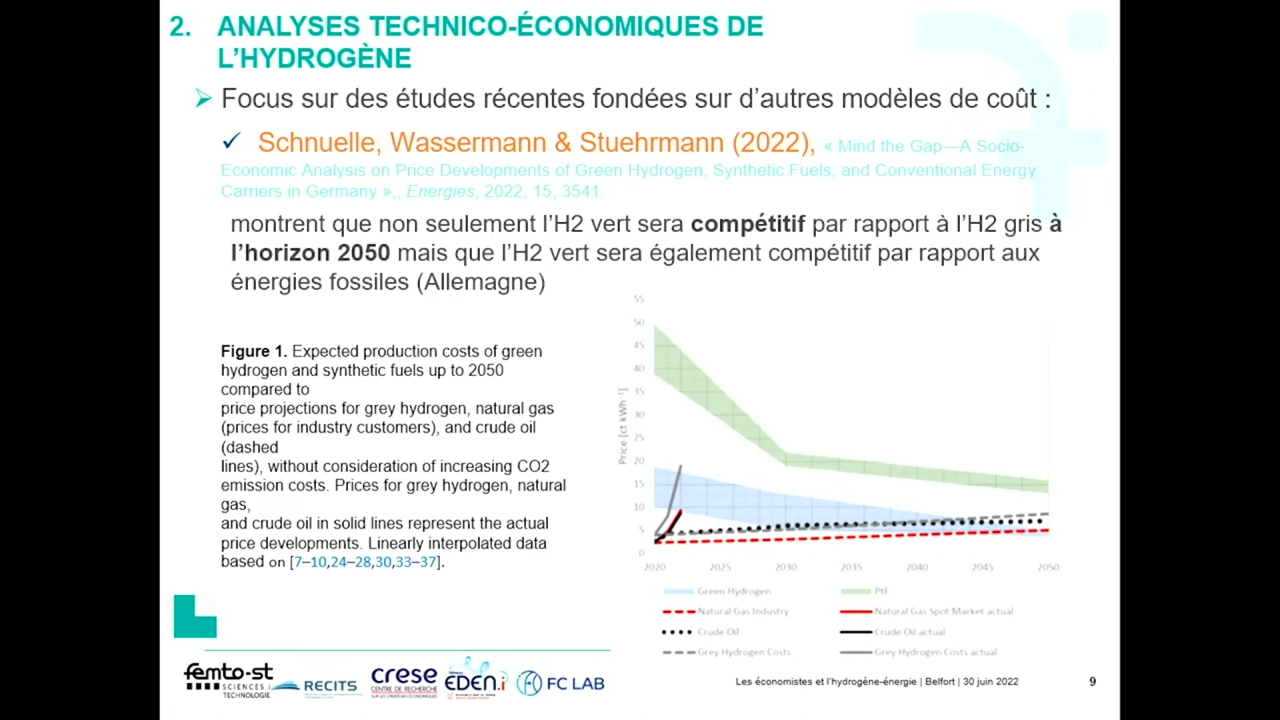 2. ANALYSES TECHNICO-ÉCONOMIQUES DE
L'HYDROGÈNE
Focus sur des études récentes fondées sur d'autres modèles de coût :
Schnuelle, Wassermann & Stuehrmann (2022), « Mind the Gap—A Socio-
Economic Analysis on Price Developments of Green Hydrogen, Synthetic Fuels, and Conventional Energy
Carriers in Germany »,, Energies, 2022, 15, 3541.
montrent que non seulement l'H2 vert sera compétitif par rapport à l'H2 gris à
l'horizon 2050 mais que l'H2 vert sera également compétitif par rapport aux
énergies fossiles (Allemagne)
Figure 1. Expected production costs of green
hydrogen and synthetic fuels up to 2050
compared to
price projections for grey hydrogen, natural gas
(prices for industry customers), and crude oil
(dashed
lines), without consideration of increasing CO2
emission costs. Prices for grey hydrogen, natural
gas,
and crude oil in solid lines represent the actual
price developments. Linearly interpolated data
based on [7–10,24–28,30,33–37].
Price [ct kWh⁻¹]
55
50
45
40
35
30
25
20
15
10
5
0
2020 2025 2030 2035 2040 2045 2050
Green Hydrogen PtF
Natural Gas Industry Natural Gas Spot Market actual
Crude Oil Crude Oil actual
Grey Hydrogen Costs Grey Hydrogen Costs actual
femto-st
SCIENCES &
TECHNOLOGIES
RECITS
crese
CENTRE DE RECHERCHE
SUR LES STRATÉGIES ÉCONOMIQUES
EDEN.i
FC LAB
Les économistes et l'hydrogène-énergie | Belfort | 30 juin 2022
9